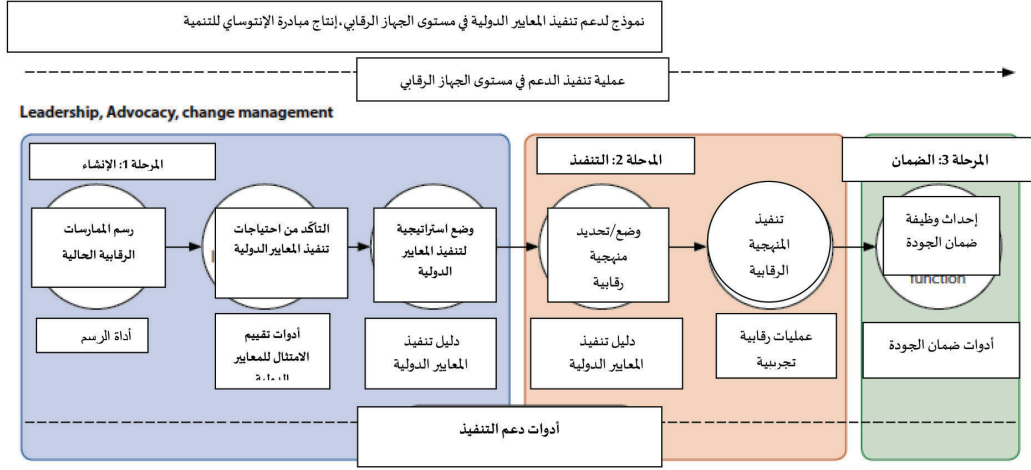 نموذج لدعم تنفيذ المعايير الدولية في مستوى الجهاز الرقابي،إنتاج مبادرة الإنتوساي للتنمية
عملية تنفيذ الدعم في مستوى الجهاز الرقابي
Leadership, Advocacy, change management
المرحلة 1: الإنشاء
رسم الممارسات
الرقابية الحالية
أداة الرسم
التأكّد من احتياجات
تنفيذ المعايير الدولية
أدوات تقييم
الامتثال للمعايير
الدولية
وضع استراتيجية
لتنفيذ المعايير
الدولية
دليل تنفيذ
المعايير الدولية
المرحلة 2: التنفيذ
وضع/تحديد
منهجية
رقابية
دليل تنفيذ
المعايير الدولية
تنفيذ
المنهجية
الرقابية
عمليات رقابية
تجريبية
المرحلة 3: الضمان
إحداث وظيفة
ضمان الجودة
function
أدوات ضمان الجودة
أدوات دعم التنفيذ